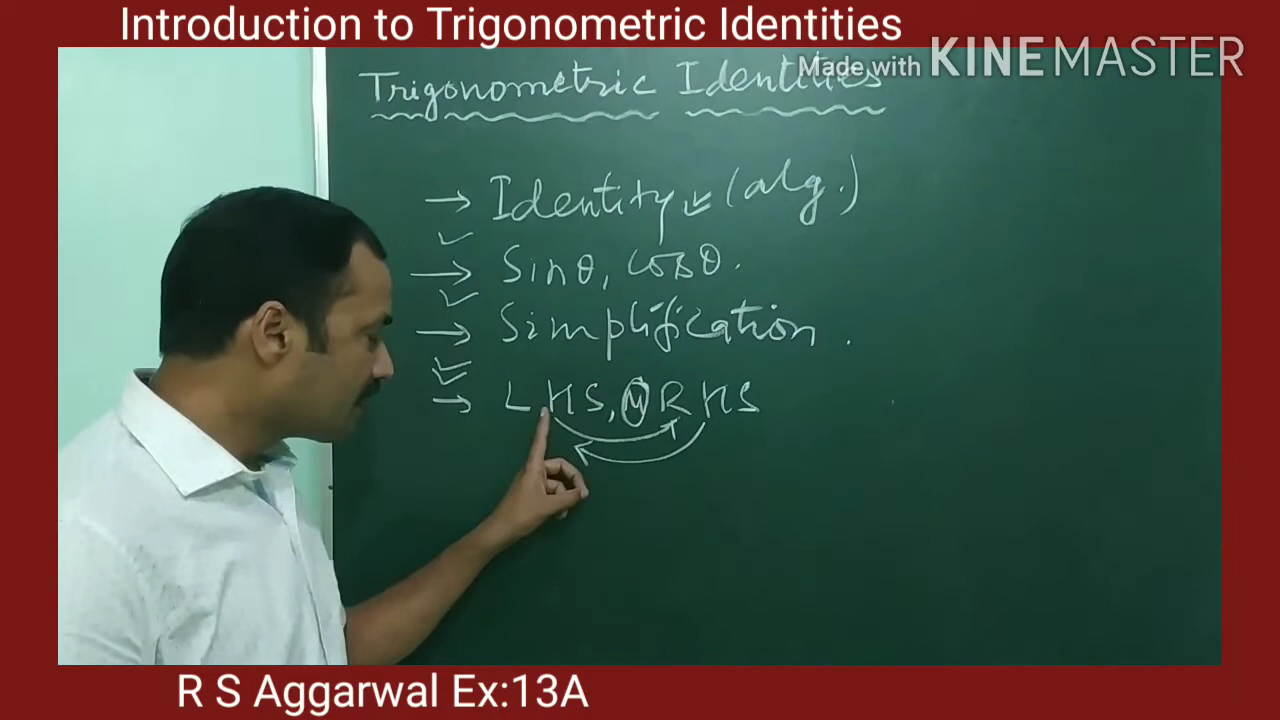 Introduction to Trigonometric Identities
Made with KINEMASTER
Trigonometric Identities
→ Identity (alg.)
→ Sinθ, cosθ.
→ Simplification.
→ LHS, RHS
R S Aggarwal Ex:13A